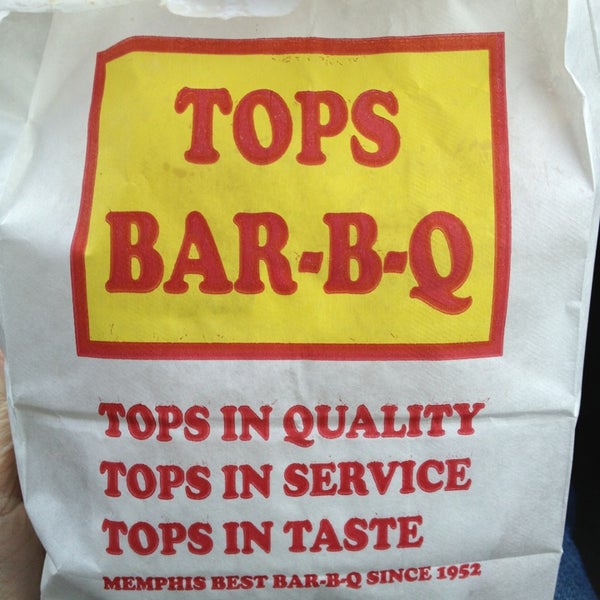 TOPS
BAR-B-Q
TOPS IN QUALITY
TOPS IN SERVICE
TOPS IN TASTE
MEMPHIS BEST BAR-B-Q SINCE 1952